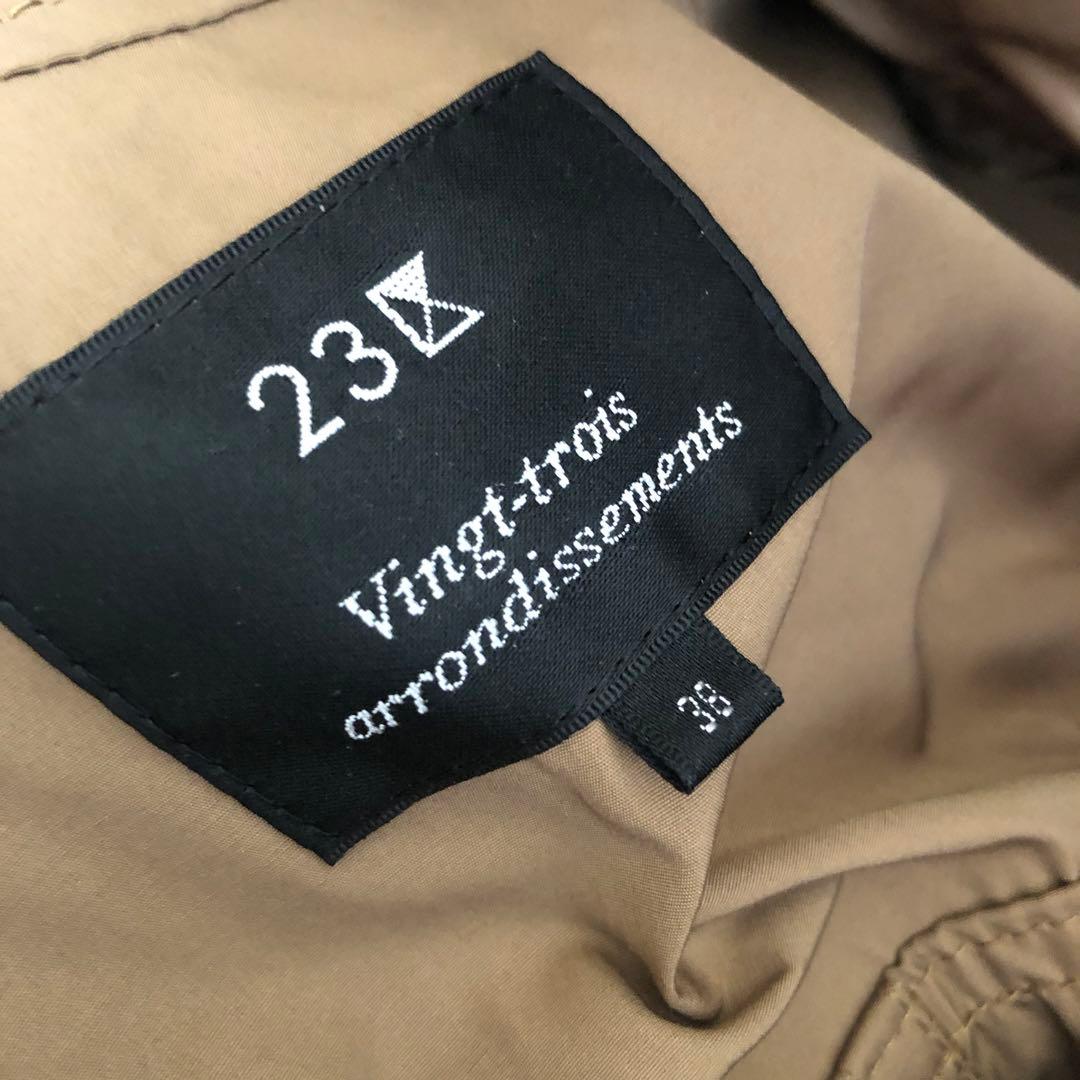 23
Vingt-trois
arrondissements
38